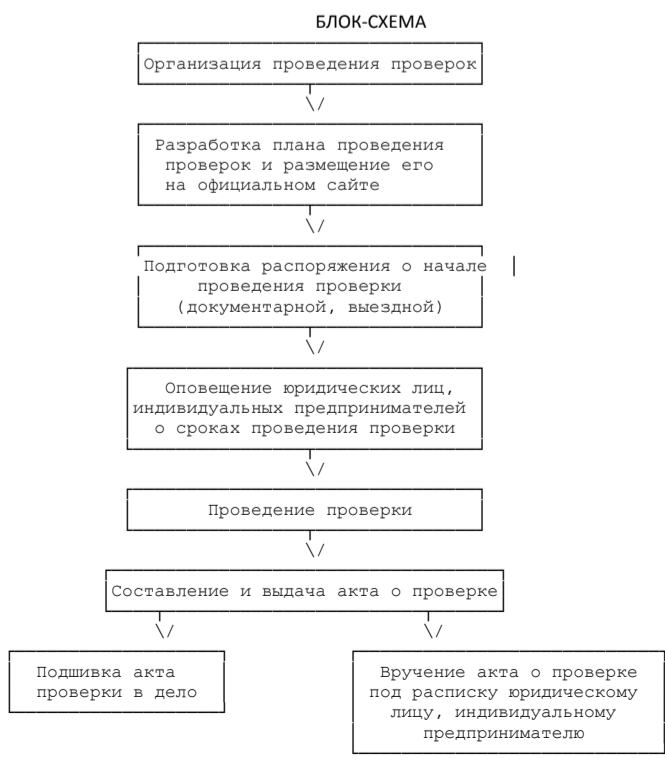 БЛОК-СХЕМА
Организация проведения проверок
\/
Разработка плана проведения
проверок и размещение его
на официальном сайте
\/
Подготовка распоряжения о начале |
проведения проверки
(документарной, выездной)
\/
Оповещение юридических лиц,
индивидуальных предпринимателей
о сроках проведения проверки
\/
Проведение проверки
\/
Составление и выдача акта о проверке
\/ \/
Подшивка акта
проверки в дело
Вручение акта о проверке
под расписку юридическому
лицу, индивидуальному
предпринимателю